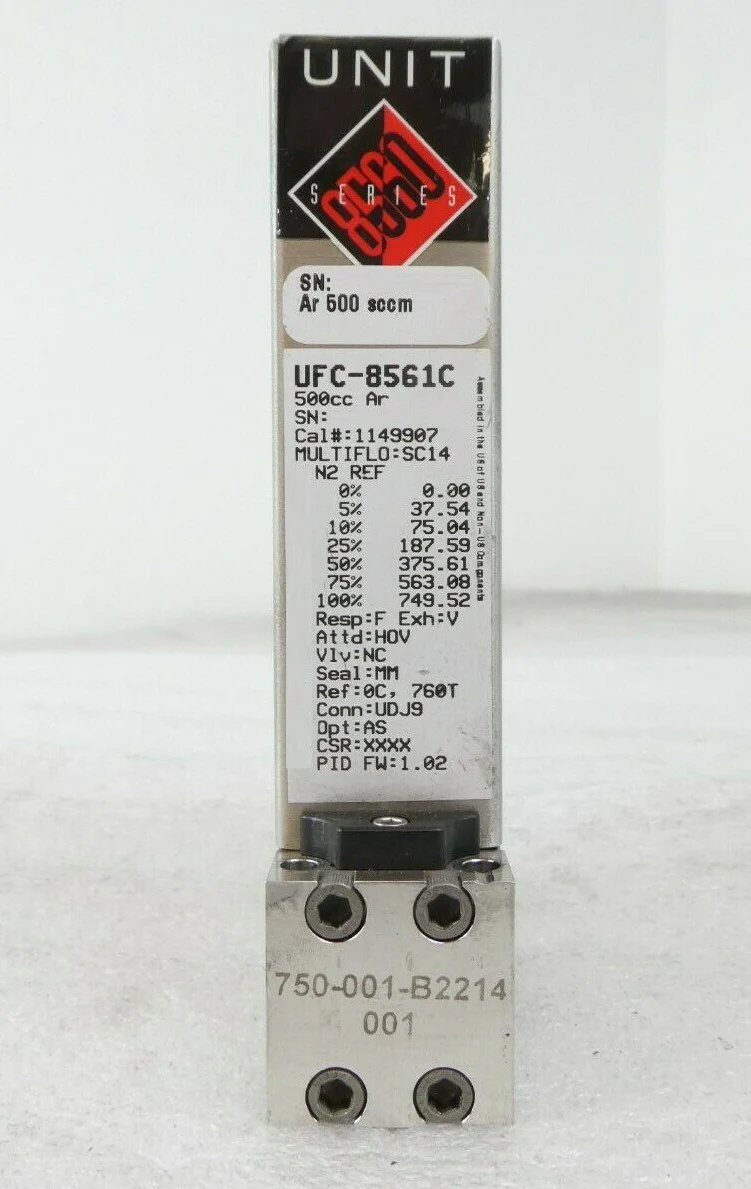 UNIT
8560
SERIES
SN:
Ar 500 sccm
UFC-8561C
500cc Ar
SN:
Cal#:1149907
MULTIFLO:SC14
N2 REF
0% 0.00
5% 37.54
10% 75.04
25% 187.59
50% 375.61
75% 563.08
100% 749.52
Resp:F Exh:V
Attd:HOV
Vlv:NC
Seal:MM
Ref:0C, 760T
Conn:UDJ9
Opt:AS
CSR:XXXX
PID FW:1.02
Assembled in the US of US and Non-US Components
750-001-B2214
001